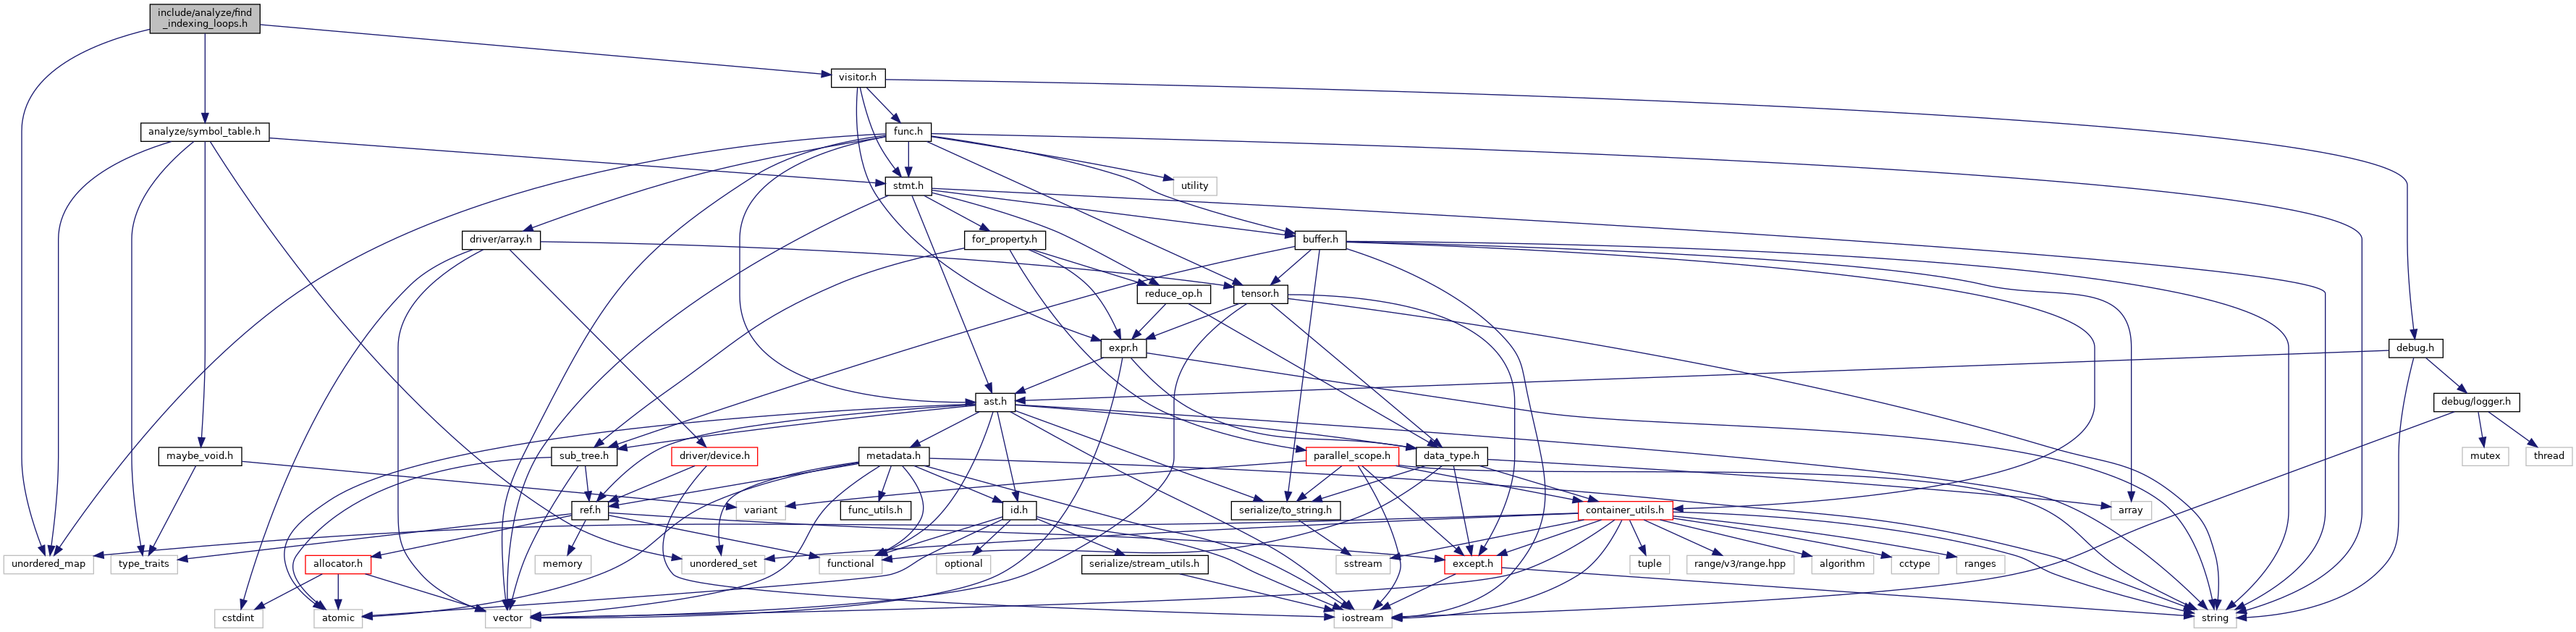 include/analyze/find
_indexing_loops.h
visitor.h
analyze/symbol_table.h
func.h
stmt.h
utility
driver/array.h
for_property.h
buffer.h
reduce_op.h
tensor.h
expr.h
debug.h
ast.h
debug/logger.h
maybe_void.h
sub_tree.h
driver/device.h
metadata.h
parallel_scope.h
data_type.h
mutex
thread
ref.h
variant
func_utils.h
id.h
serialize/to_string.h
container_utils.h
array
unordered_map
type_traits
allocator.h
memory
unordered_set
functional
optional
serialize/stream_utils.h
sstream
except.h
tuple
range/v3/range.hpp
algorithm
cctype
ranges
cstdint
atomic
vector
iostream
string